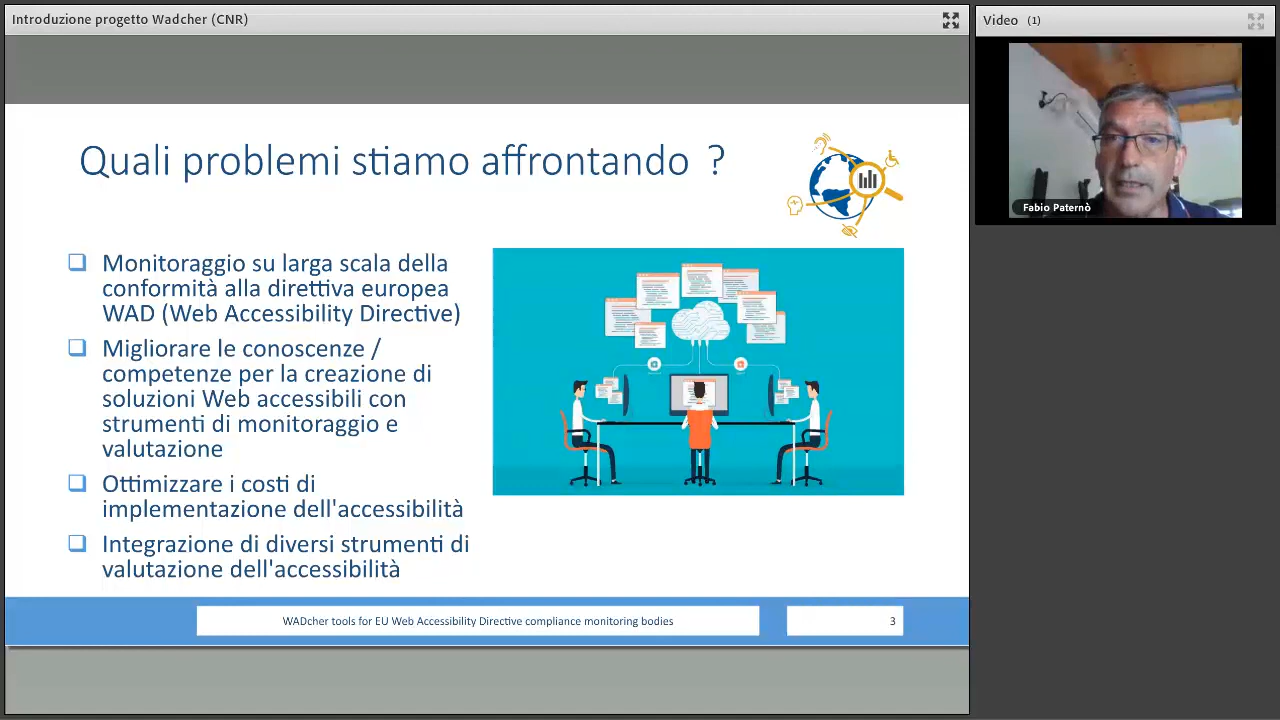 Introduzione progetto Wadcher (CNR)
Video (1)
Fabio Paternò
Quali problemi stiamo affrontando ?
Monitoraggio su larga scala della
conformità alla direttiva europea
WAD (Web Accessibility Directive)
Migliorare le conoscenze /
competenze per la creazione di
soluzioni Web accessibili con
strumenti di monitoraggio e
valutazione
Ottimizzare i costi di
implementazione dell'accessibilità
Integrazione di diversi strumenti di
valutazione dell'accessibilità
WADcher tools for EU Web Accessibility Directive compliance monitoring bodies
3